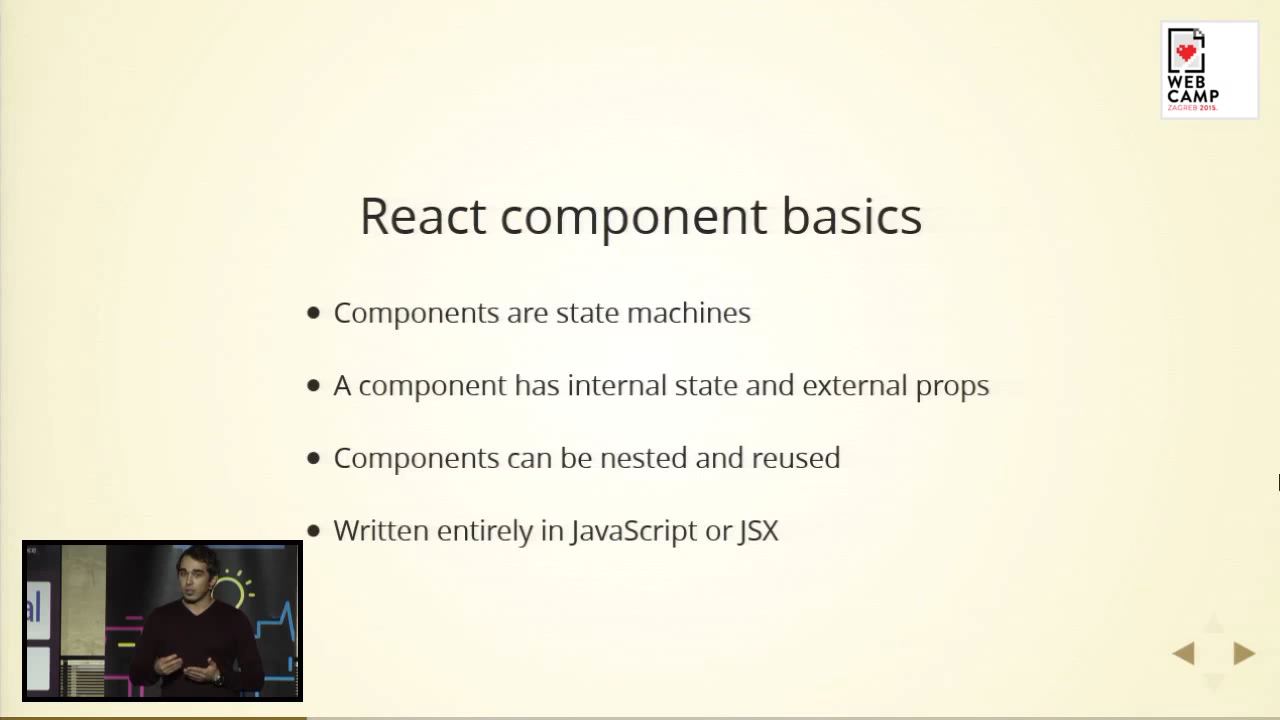 WEB
CAMP
ZAGREB 2015.
React component basics
Components are state machines
A component has internal state and external props
Components can be nested and reused
Written entirely in JavaScript or JSX
al